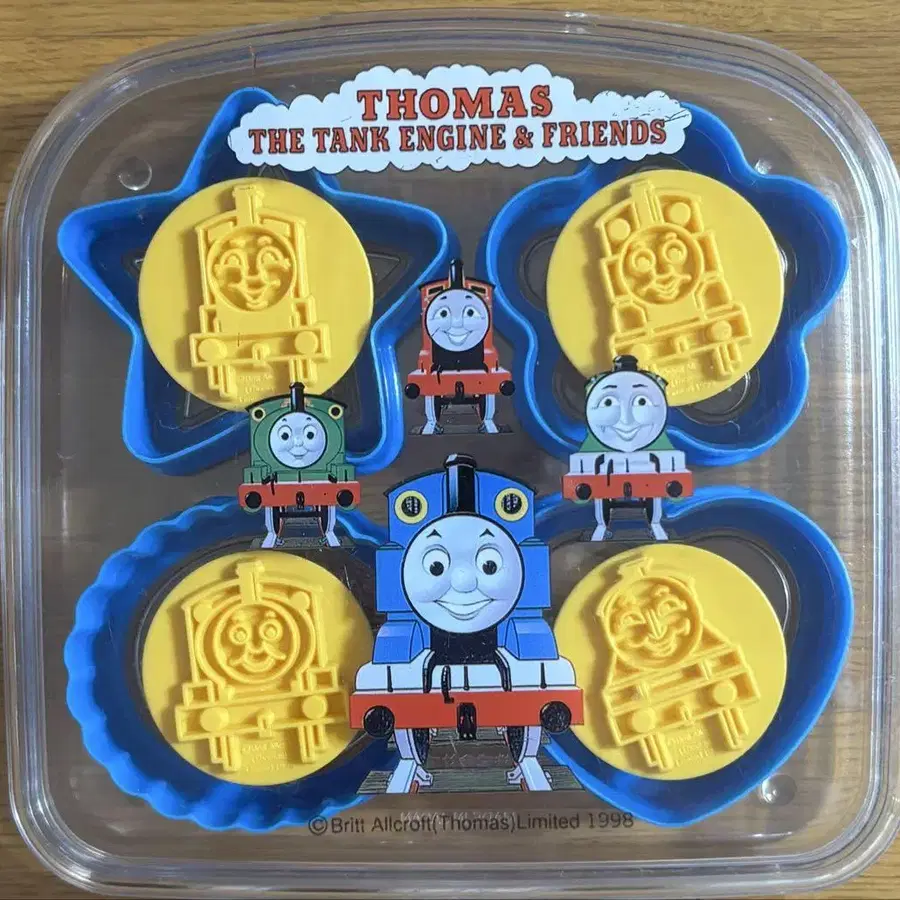 THOMAS
THE TANK ENGINE & FRIENDS
©Britt Allcroft(Thomas)Limited 1998